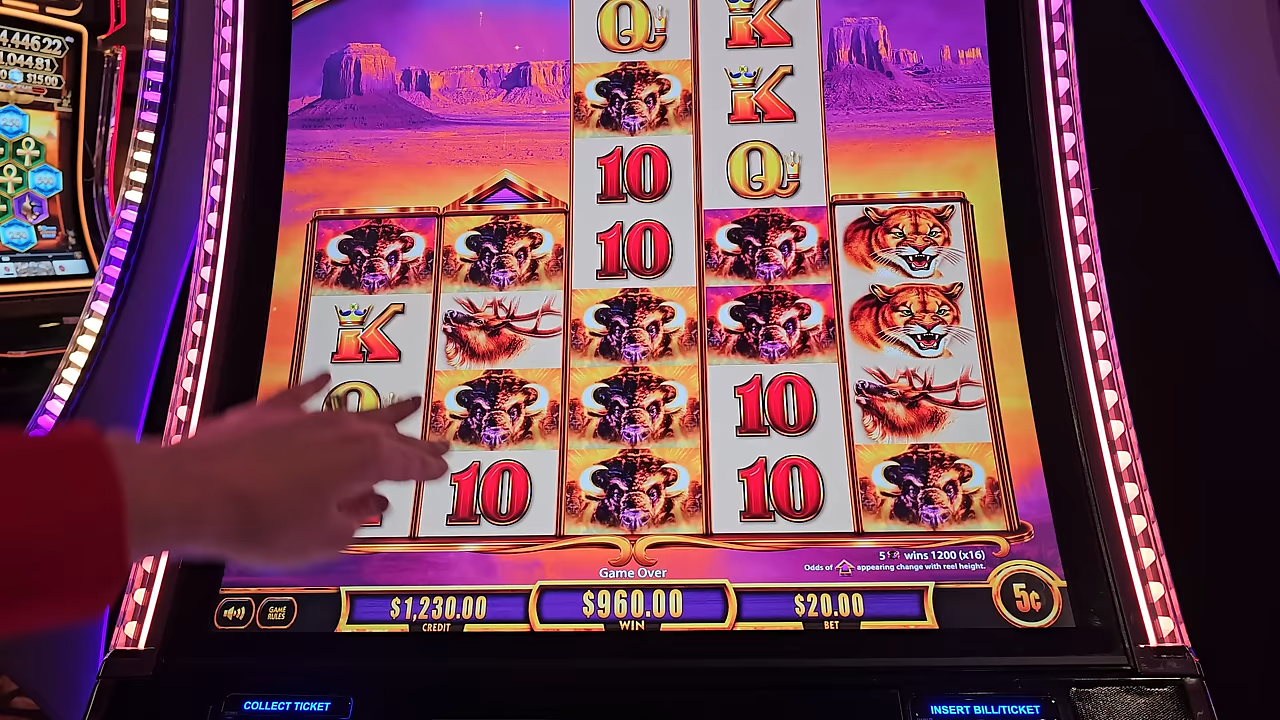 4,446.22
1,044.81
$15.00
Q K
K
10 Q
10
K
Q 10
10 10
Game Over
5 wins 1200 (x16)
Odds of appearing change with reel height.
GAME RULES
$1,230.00 $960.00 $20.00 5¢
CREDIT WIN BET
COLLECT TICKET INSERT BILL/TICKET